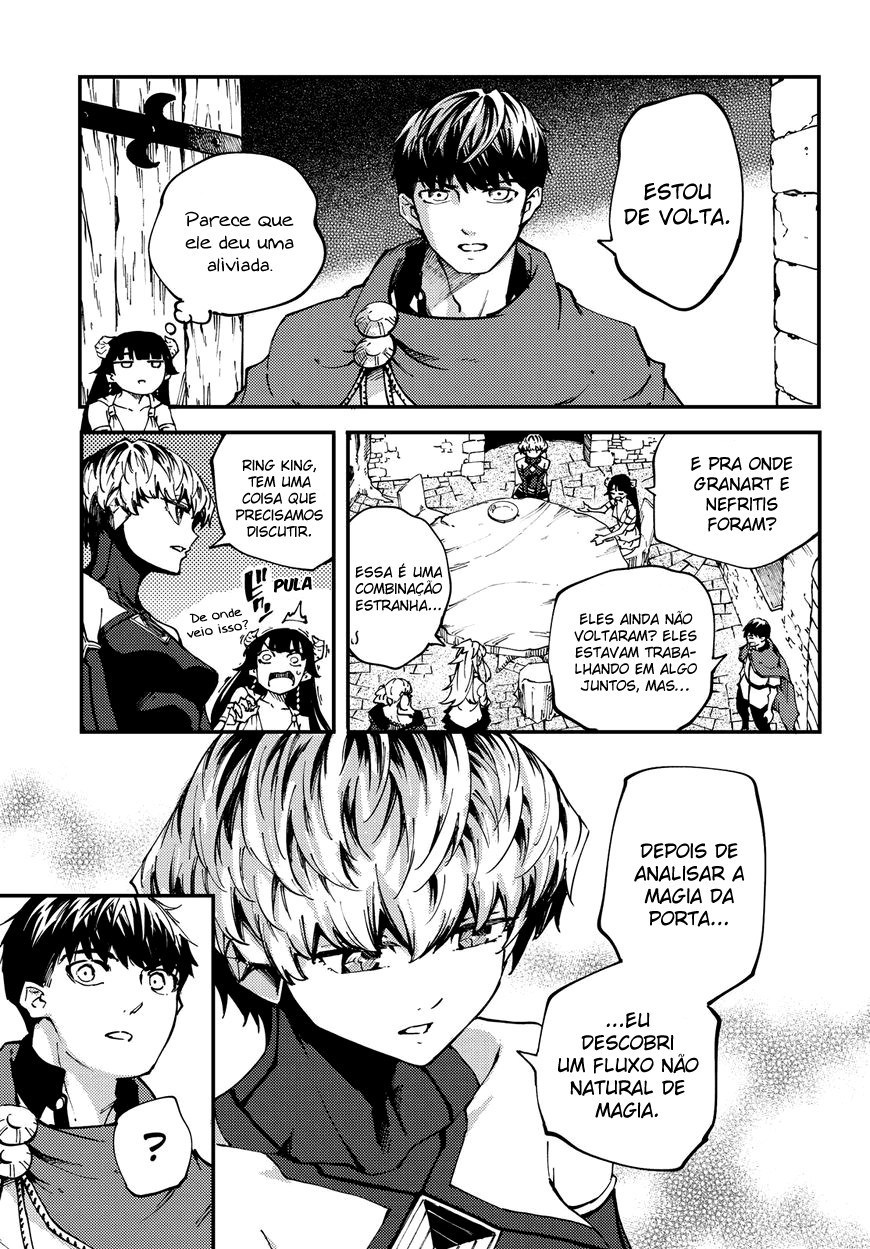 ESTOU
DE VOLTA.
Parece que
ele deu uma
aliviada.
E PRA ONDE
GRANART E
NEFRITIS
FORAM?
ELES AINDA NÃO
VOLTARAM? ELES
ESTAVAM TRABA-
LHANDO EM ALGO
JUNTOS, MAS...
ESSA É UMA
COMBINAÇÃO
ESTRANHA...
RING KING,
TEM UMA
COISA QUE
PRECISAMOS
DISCUTIR.
ビクッ
PULA
De onde
veio isso?
DEPOIS DE
ANALISAR A
MAGIA DA
PORTA...
...EU
DESCOBRI
UM FLUXO NÃO
NATURAL DE
MAGIA.
?